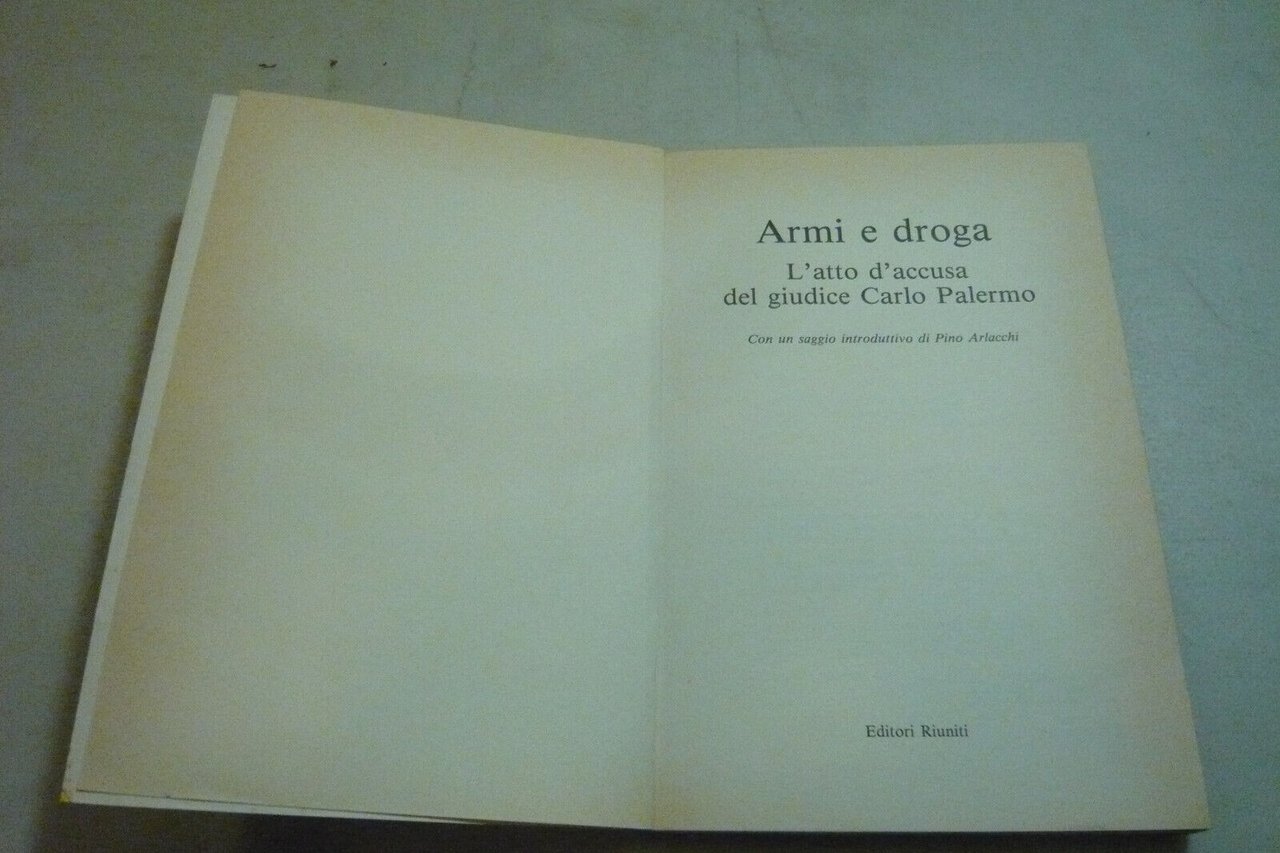 Armi e droga
L'atto d'accusa
del giudice Carlo Palermo
Con un saggio introduttivo di Pino Arlacchi
Editori Riuniti